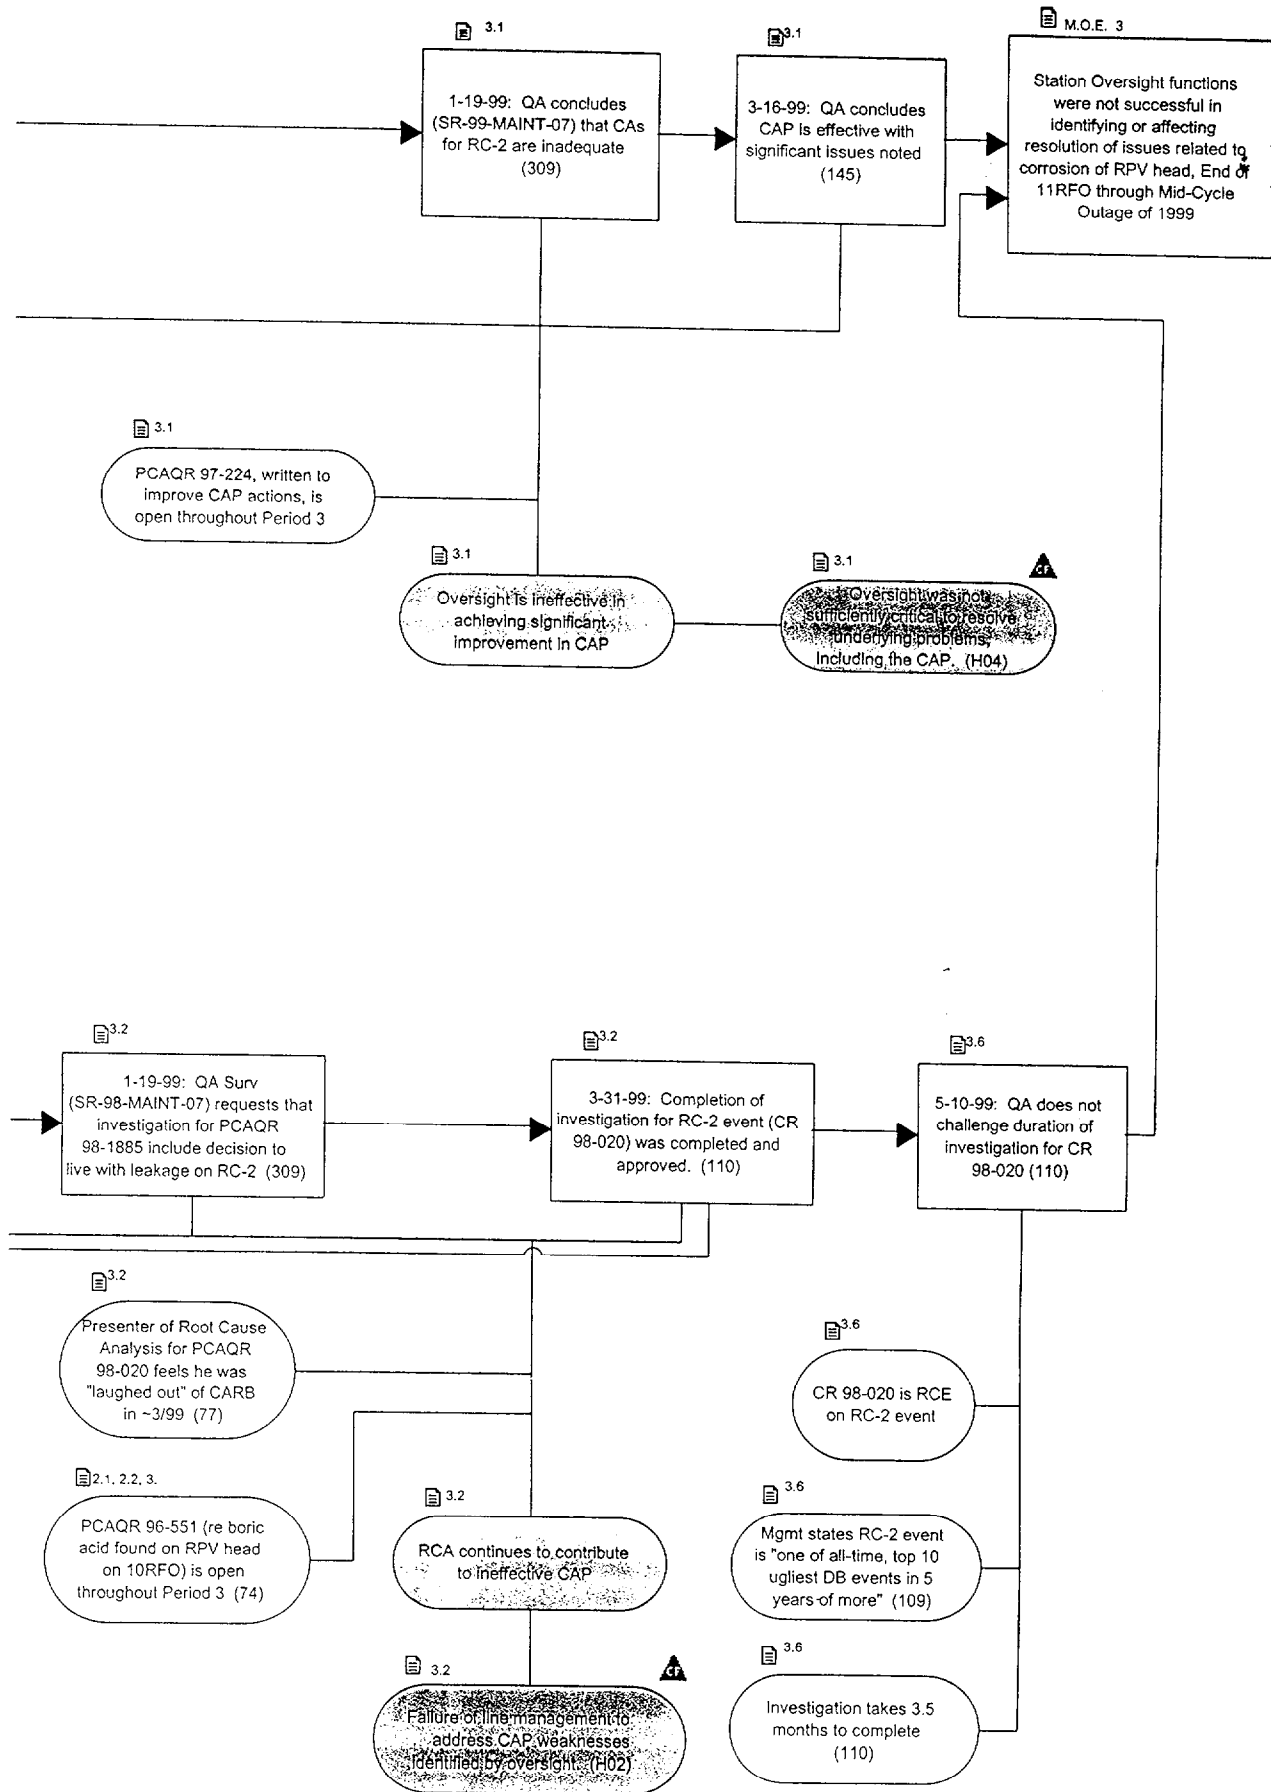 3.1
1-19-99: QA concludes
(SR-99-MAINT-07) that CAs
for RC-2 are inadequate
(309)
3.1
3-16-99: QA concludes
CAP is effective with
significant issues noted
(145)
M.O.E. 3
Station Oversight functions
were not successful in
identifying or affecting
resolution of issues related to
corrosion of RPV head, End of
11RFO through Mid-Cycle
Outage of 1999
3.1
PCAQR 97-224, written to
improve CAP actions, is
open throughout Period 3
3.1
Oversight is ineffective in
achieving significant
improvement in CAP
3.1
CF
Oversight was not
sufficiently critical to resolve
underlying problems,
including the CAP. (H04)
3.2
1-19-99: QA Surv
(SR-98-MAINT-07) requests that
investigation for PCAQR
98-1885 include decision to
live with leakage on RC-2 (309)
3.2
3-31-99: Completion of
investigation for RC-2 event (CR
98-020) was completed and
approved. (110)
3.6
5-10-99: QA does not
challenge duration of
investigation for CR
98-020 (110)
3.2
Presenter of Root Cause
Analysis for PCAQR
98-020 feels he was
"laughed out" of CARB
in ~3/99 (77)
2.1, 2.2, 3.
PCAQR 96-551 (re boric
acid found on RPV head
on 10RFO) is open
throughout Period 3 (74)
3.2
RCA continues to contribute
to ineffective CAP
3.2
CF
Failure of line management to
address CAP weaknesses
identified by oversight. (H02)
3.6
CR 98-020 is RCE
on RC-2 event
3.6
Mgmt states RC-2 event
is "one of all-time, top 10
ugliest DB events in 5
years of more" (109)
3.6
Investigation takes 3.5
months to complete
(110)